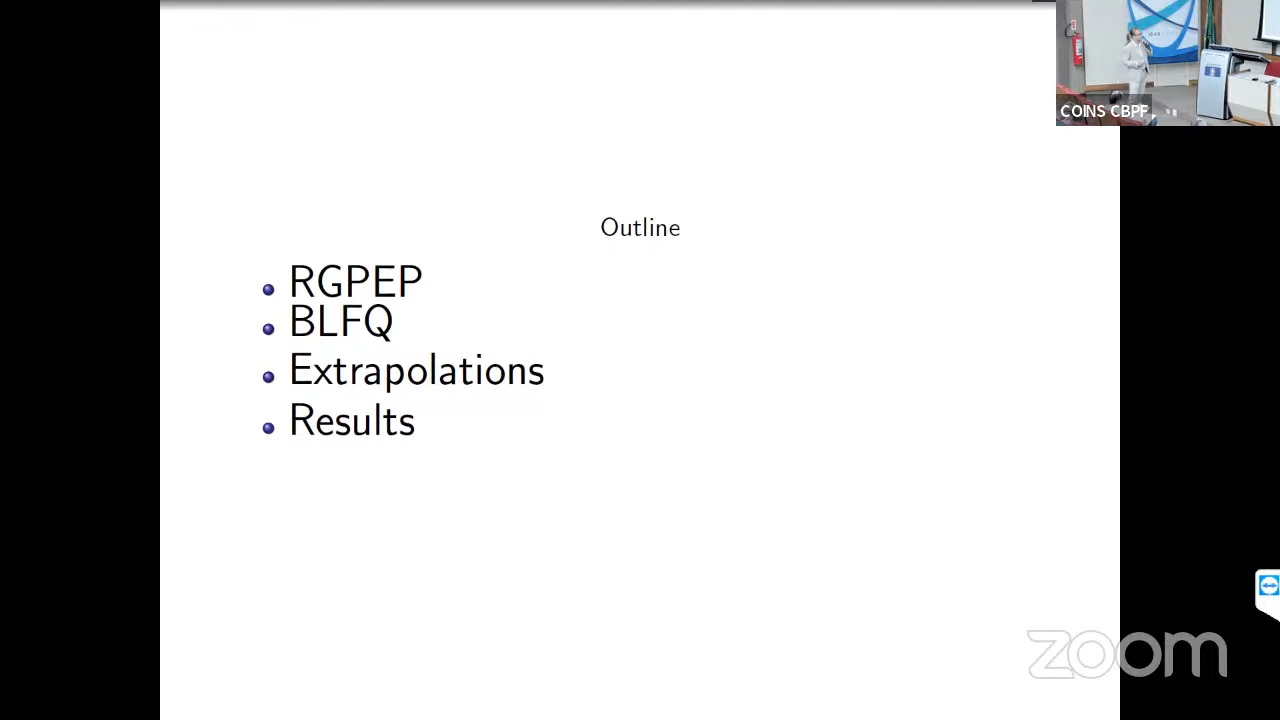 COINS CBPF
Outline
RGPEP
BLFQ
Extrapolations
Results
zoom